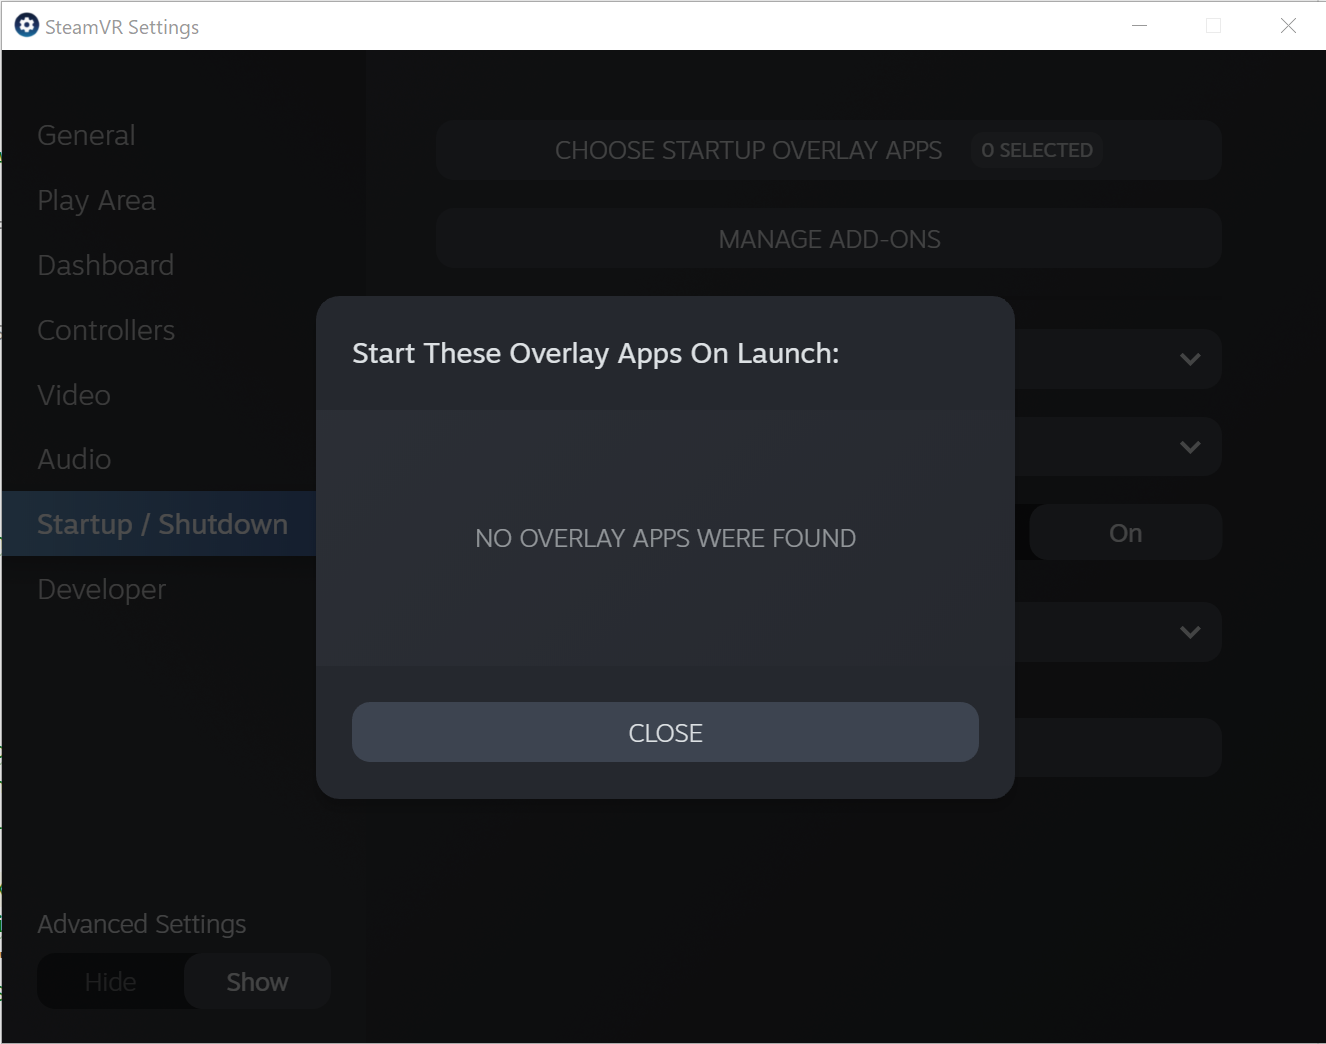 SteamVR Settings
General
Play Area
Dashboard
Controllers
Video
Audio
Startup / Shutdown
Developer
Advanced Settings
Hide Show
CHOOSE STARTUP OVERLAY APPS 0 SELECTED
MANAGE ADD-ONS
On
Start These Overlay Apps On Launch:
NO OVERLAY APPS WERE FOUND
CLOSE